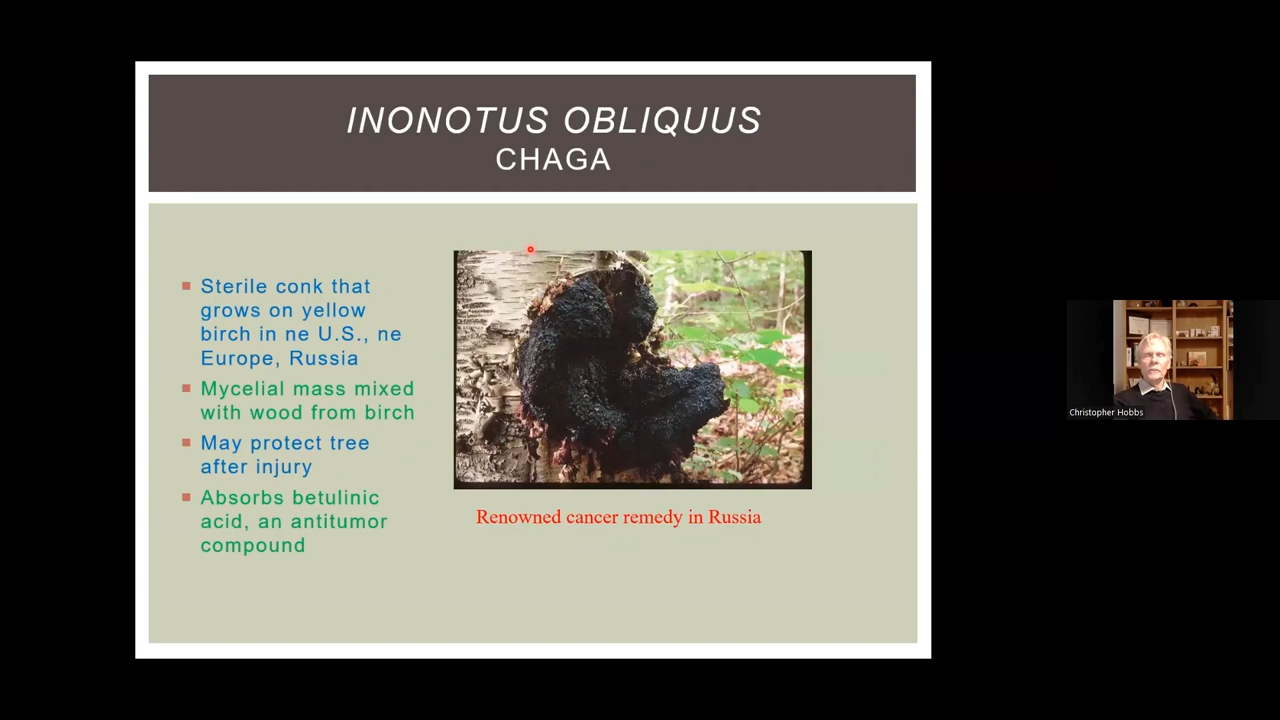 INONOTUS OBLIQUUS
CHAGA
Sterile conk that
grows on yellow
birch in ne U.S., ne
Europe, Russia
Mycelial mass mixed
with wood from birch
May protect tree
after injury
Absorbs betulinic
acid, an antitumor
compound
Renowned cancer remedy in Russia
Christopher Hobbs